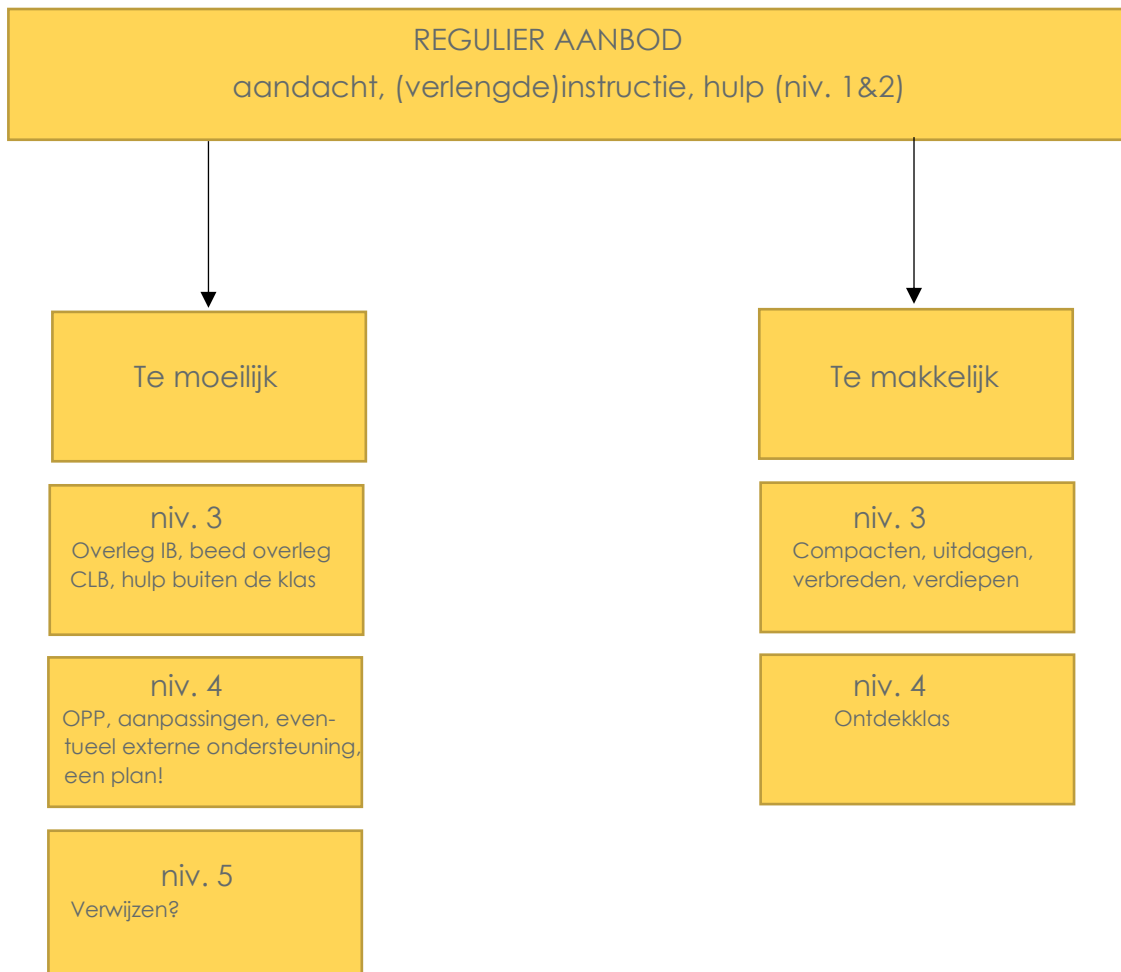 REGULIER AANBOD
aandacht, (verlengde)instructie, hulp (niv. 1&2)
Te moeilijk
niv. 3
Overleg IB, beed overleg
CLB, hulp buiten de klas
niv. 4
OPP, aanpassingen, even-
tueel externe ondersteuning,
een plan!
niv. 5
Verwijzen?
Te makkelijk
niv. 3
Compacten, uitdagen,
verbreden, verdiepen
niv. 4
Ontdekklas